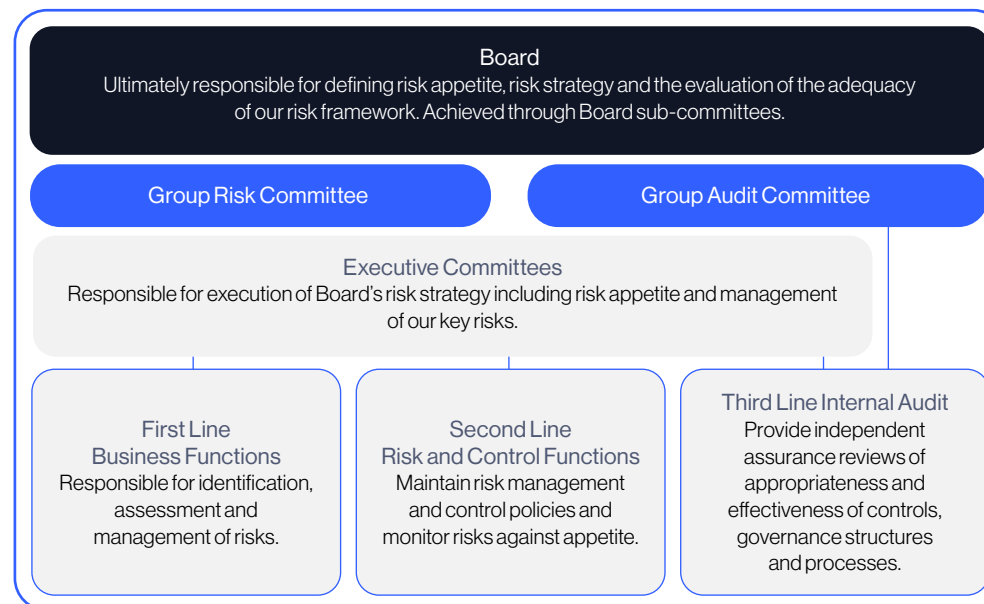 Board
Ultimately responsible for defining risk appetite, risk strategy and the evaluation of the adequacy
of our risk framework. Achieved through Board sub-committees.
Group Risk Committee
Group Audit Committee
Executive Committees
Responsible for execution of Board's risk strategy including risk appetite and management
of our key risks.
First Line
Business Functions
Responsible for identification,
assessment and
management of risks.
Second Line
Risk and Control Functions
Maintain risk management
and control policies and
monitor risks against appetite.
Third Line Internal Audit
Provide independent
assurance reviews of
appropriateness and
effectiveness of controls,
governance structures
and processes.